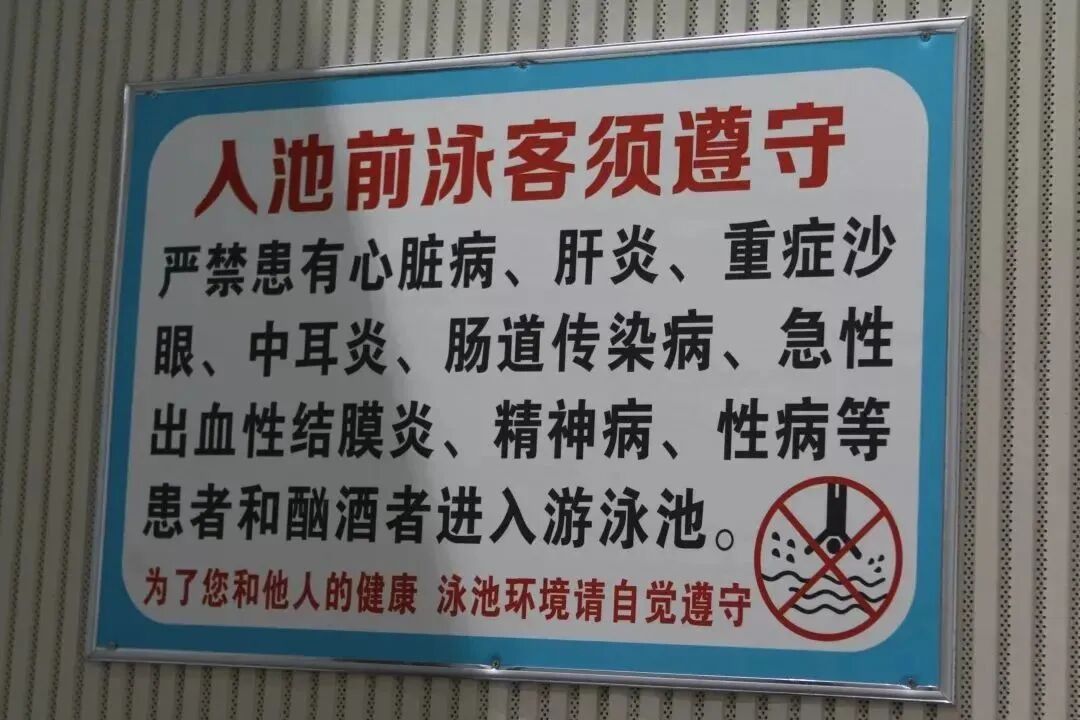 入池前泳客须遵守
严禁患有心脏病、肝炎、重症沙
眼、中耳炎、肠道传染病、急性
出血性结膜炎、精神病、性病等
患者和酗酒者进入游泳池。
为了您和他人的健康 泳池环境请自觉遵守